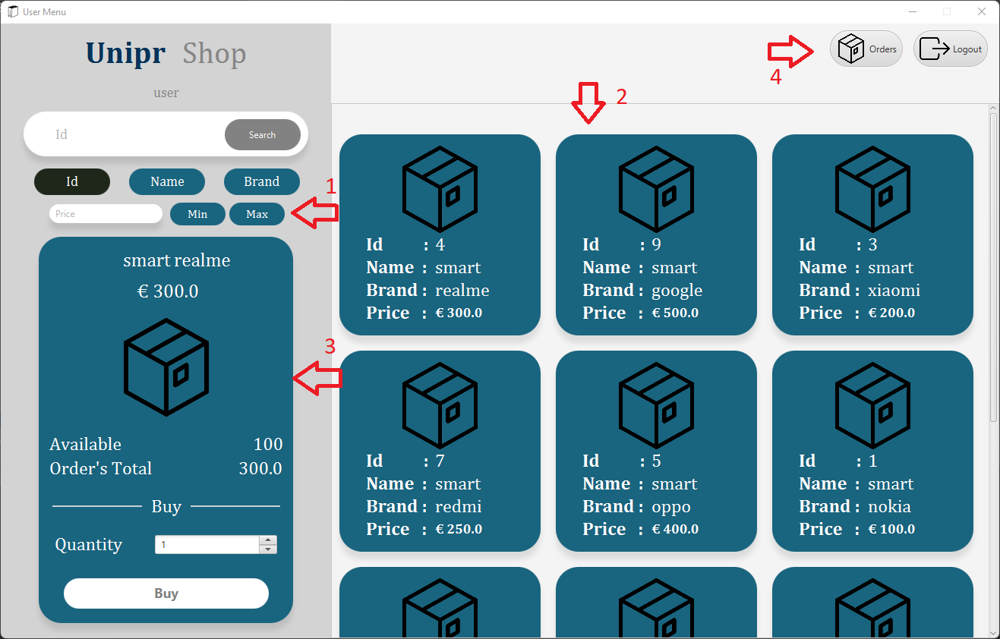 User Menu
Unipr Shop
user
Id
Search
Id Name Brand
Price Min Max
1
smart realme
€ 300.0
3
Available 100
Order's Total 300.0
Buy
Quantity 1
Buy
4
Orders
Logout
2
Id : 4
Name : smart
Brand : realme
Price : € 300.0
Id : 9
Name : smart
Brand : google
Price : € 500.0
Id : 3
Name : smart
Brand : xiaomi
Price : € 200.0
Id : 7
Name : smart
Brand : redmi
Price : € 250.0
Id : 5
Name : smart
Brand : oppo
Price : € 400.0
Id : 1
Name : smart
Brand : nokia
Price : € 100.0